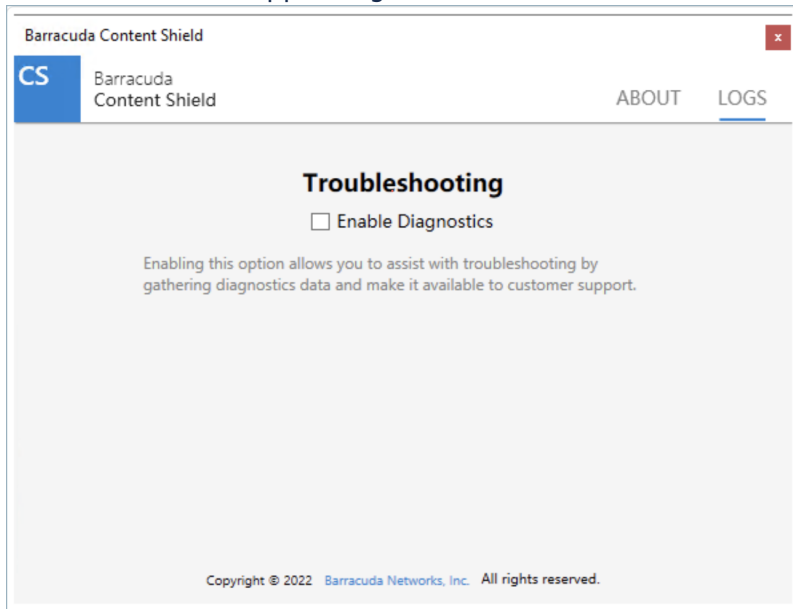 Barracuda Content Shield
x
CS
Barracuda
Content Shield
ABOUT LOGS
Troubleshooting
Enable Diagnostics
Enabling this option allows you to assist with troubleshooting by
gathering diagnostics data and make it available to customer support.
Copyright © 2022 Barracuda Networks, Inc. All rights reserved.